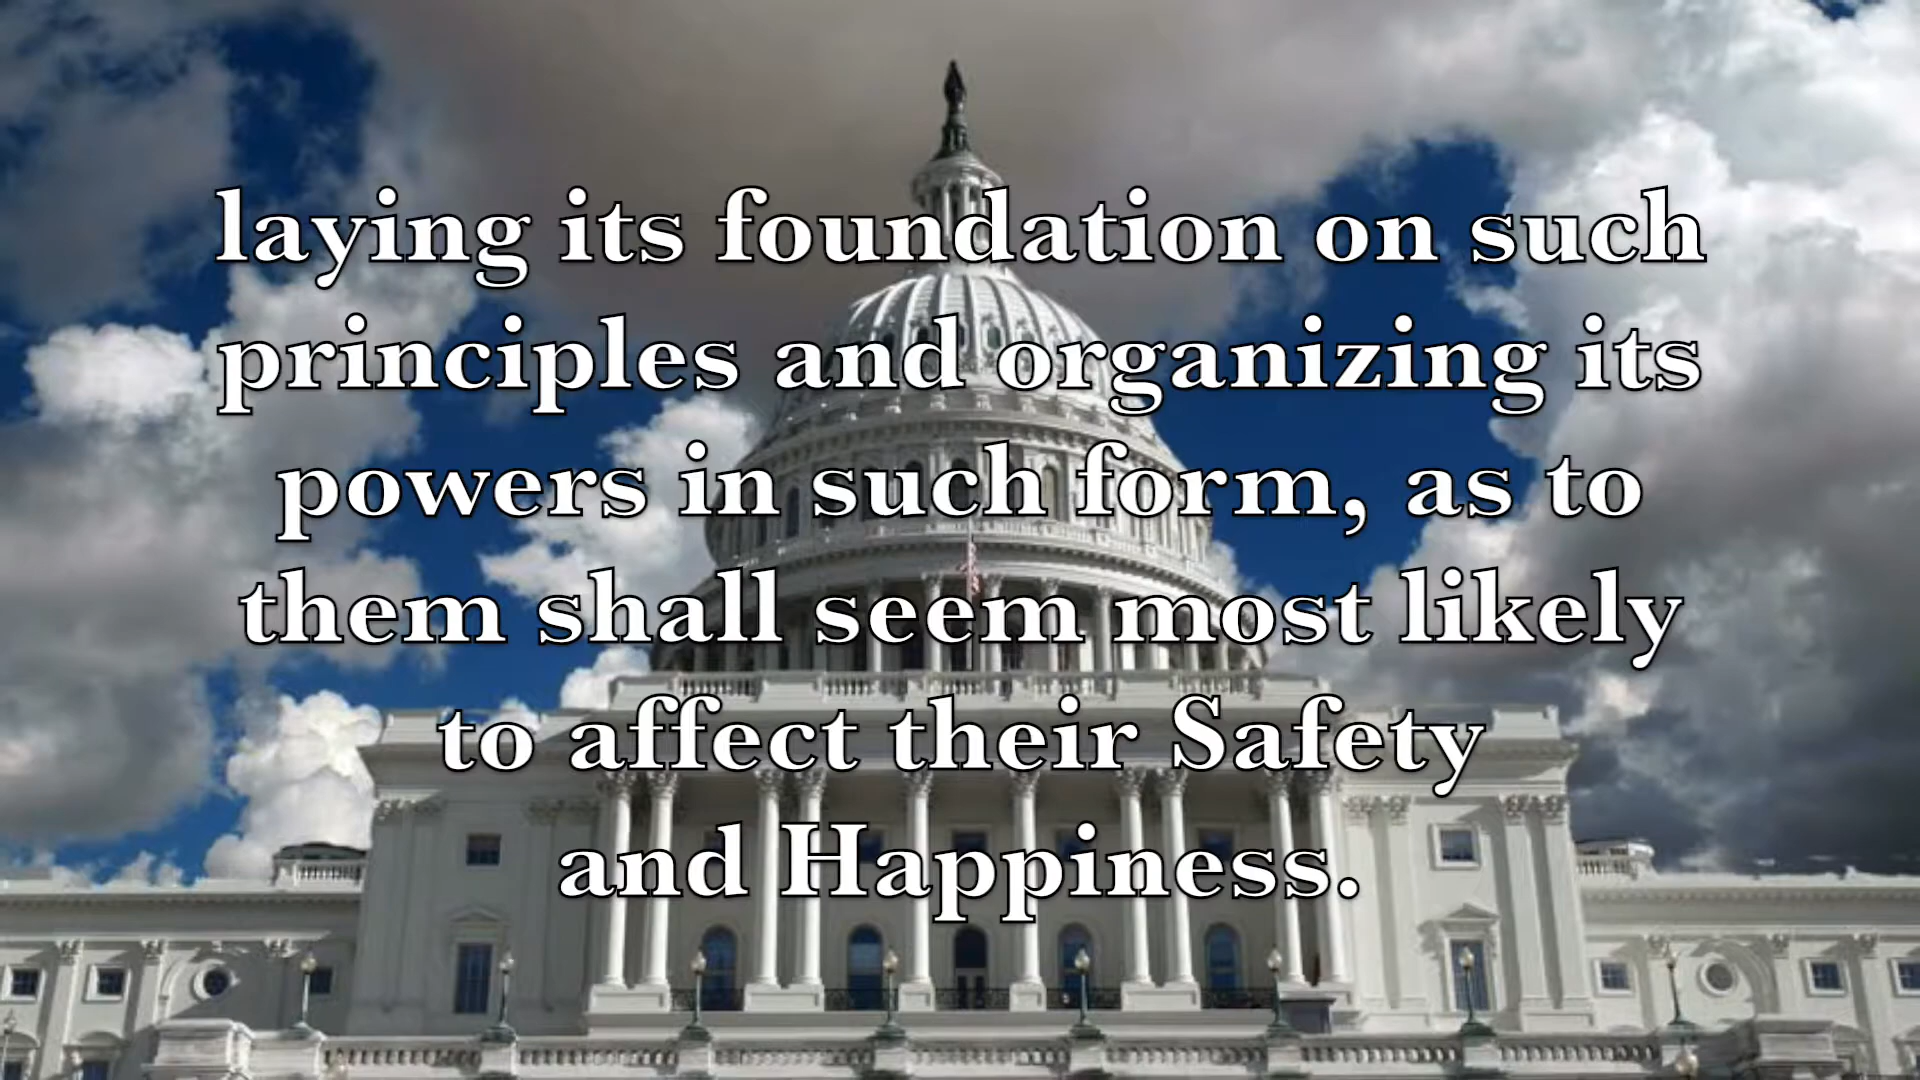 laying its foundation on such
principles and organizing its
powers in such form, as to
them shall seem most likely
to affect their Safety
and Happiness.